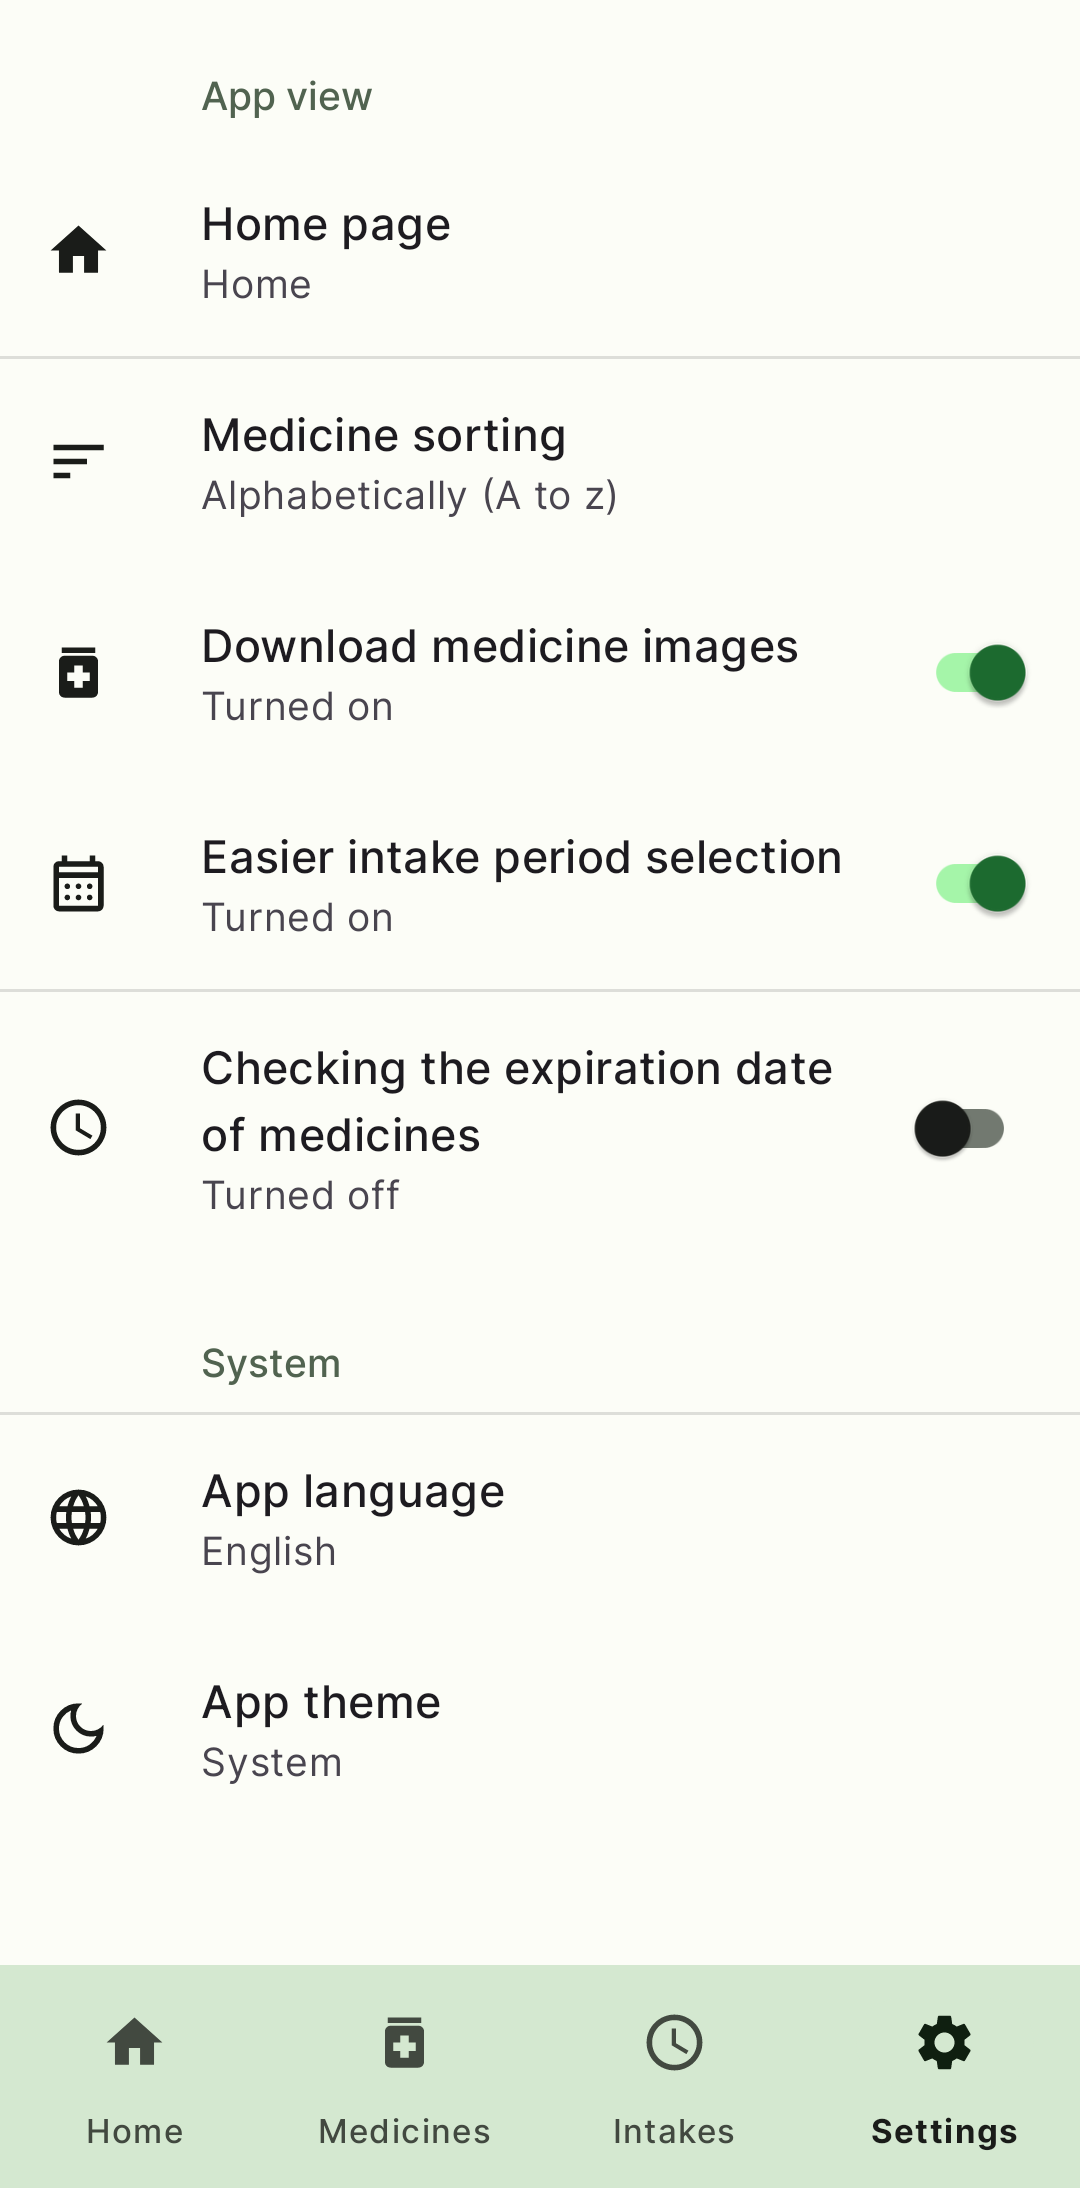 App view
Home page
Home
Medicine sorting
Alphabetically (A to z)
Download medicine images
Turned on
Easier intake period selection
Turned on
Checking the expiration date
of medicines
Turned off
System
App language
English
App theme
System
Home
Medicines
Intakes
Settings